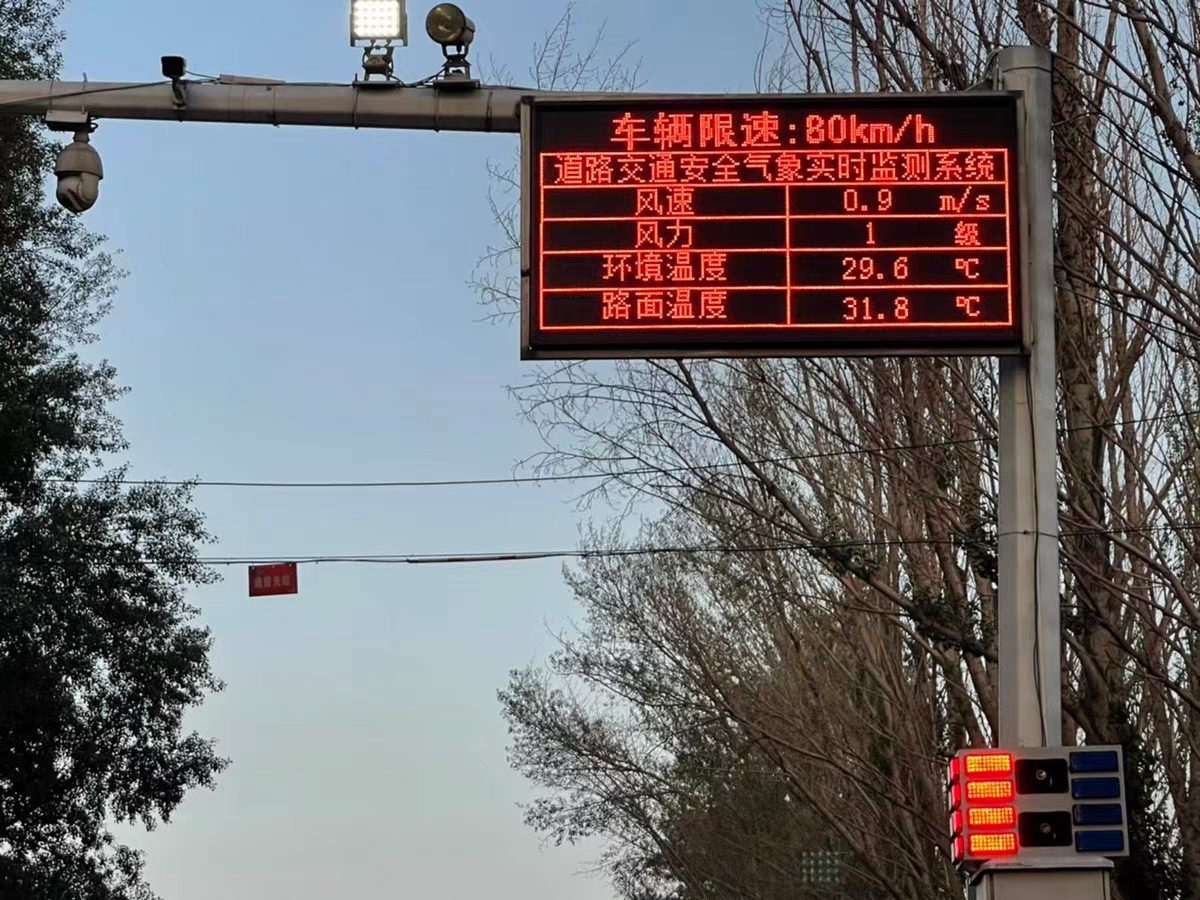 车辆限速:80km/h
道路交通安全气象实时监测系统
风速 0.9 m/s
风力 1 级
环境温度 29.6 ℃
路面温度 31.8 ℃